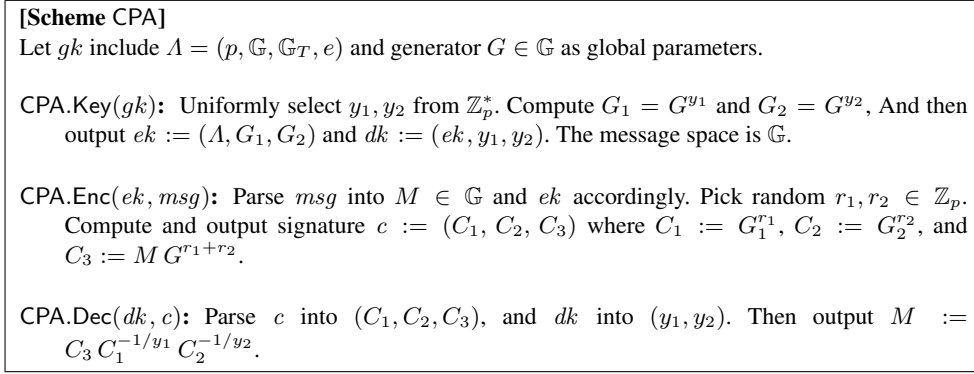 [Scheme CPA]
Let gk include Λ = (p, 𝔾, 𝔾_T, e) and generator G ∈ 𝔾 as global parameters.
CPA.Key(gk): Uniformly select y_1, y_2 from ℤ_p^*. Compute G_1 = G^{y_1} and G_2 = G^{y_2}, And then
output ek := (Λ, G_1, G_2) and dk := (ek, y_1, y_2). The message space is 𝔾.
CPA.Enc(ek, msg): Parse msg into M ∈ 𝔾 and ek accordingly. Pick random r_1, r_2 ∈ ℤ_p.
Compute and output signature c := (C_1, C_2, C_3) where C_1 := G_1^{r_1}, C_2 := G_2^{r_2}, and
C_3 := M G^{r_1+r_2}.
CPA.Dec(dk, c): Parse c into (C_1, C_2, C_3), and dk into (y_1, y_2). Then output M :=
C_3 C_1^{-1/y_1} C_2^{-1/y_2}.